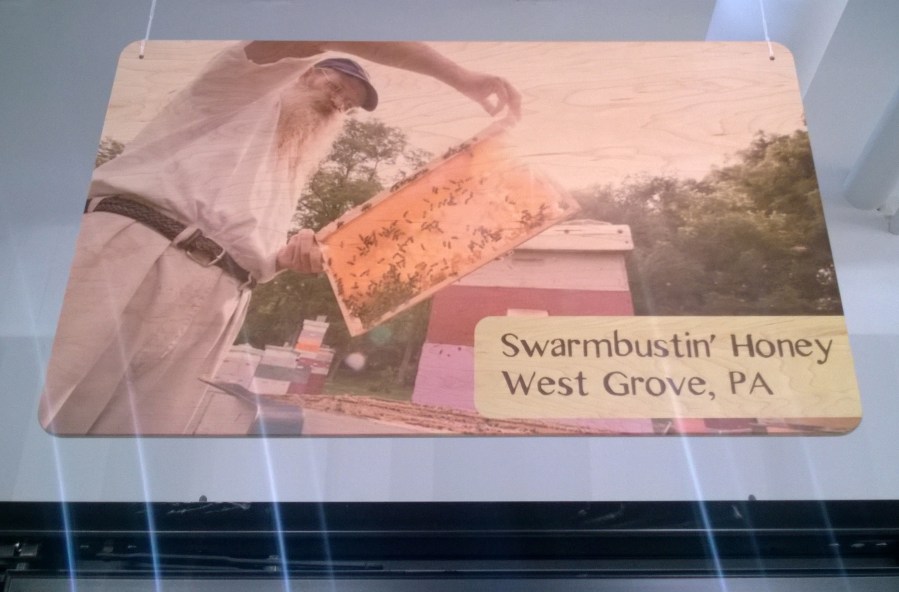 Swarmbustin' Honey
West Grove, PA